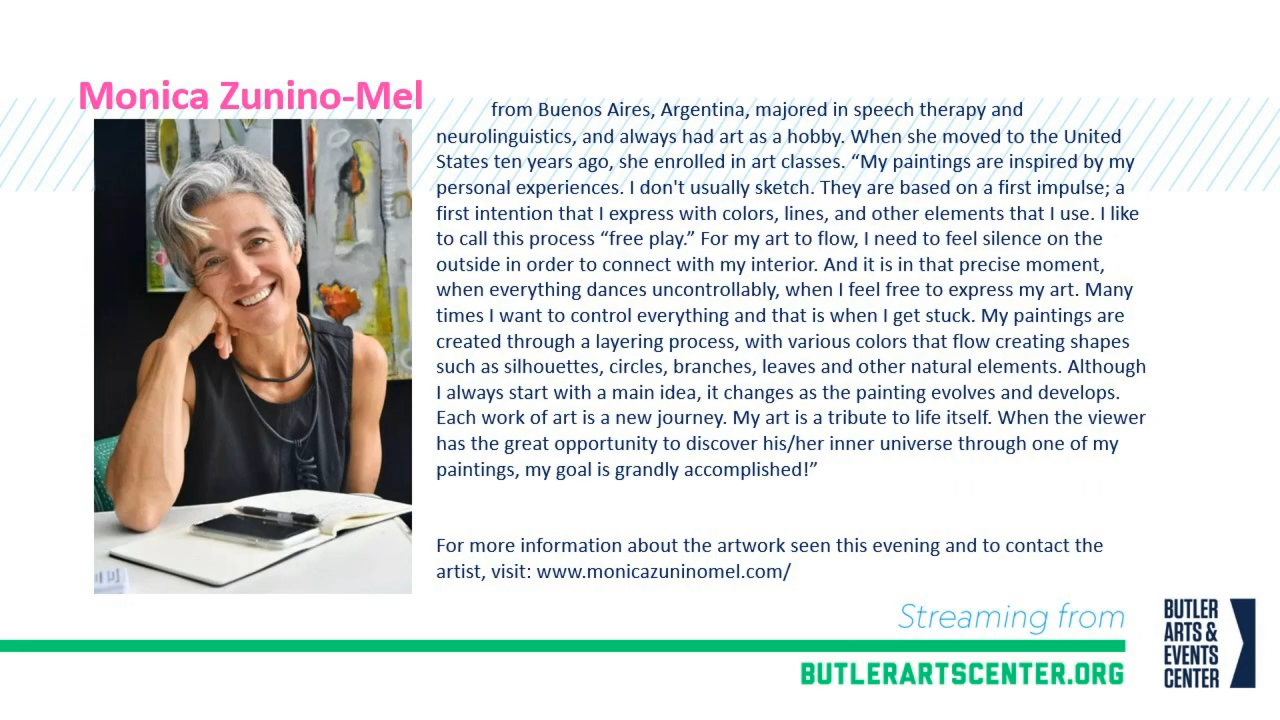 Monica Zunino-Mel
from Buenos Aires, Argentina, majored in speech therapy and
neurolinguistics, and always had art as a hobby. When she moved to the United
States ten years ago, she enrolled in art classes. “My paintings are inspired by my
personal experiences. I don't usually sketch. They are based on a first impulse; a
first intention that I express with colors, lines, and other elements that I use. I like
to call this process “free play.” For my art to flow, I need to feel silence on the
outside in order to connect with my interior. And it is in that precise moment,
when everything dances uncontrollably, when I feel free to express my art. Many
times I want to control everything and that is when I get stuck. My paintings are
created through a layering process, with various colors that flow creating shapes
such as silhouettes, circles, branches, leaves and other natural elements. Although
I always start with a main idea, it changes as the painting evolves and develops.
Each work of art is a new journey. My art is a tribute to life itself. When the viewer
has the great opportunity to discover his/her inner universe through one of my
paintings, my goal is grandly accomplished!”
For more information about the artwork seen this evening and to contact the
artist, visit: www.monicazuninomel.com/
Streaming from
BUTLERARTSCENTER.ORG
BUTLER
ARTS &
EVENTS
CENTER